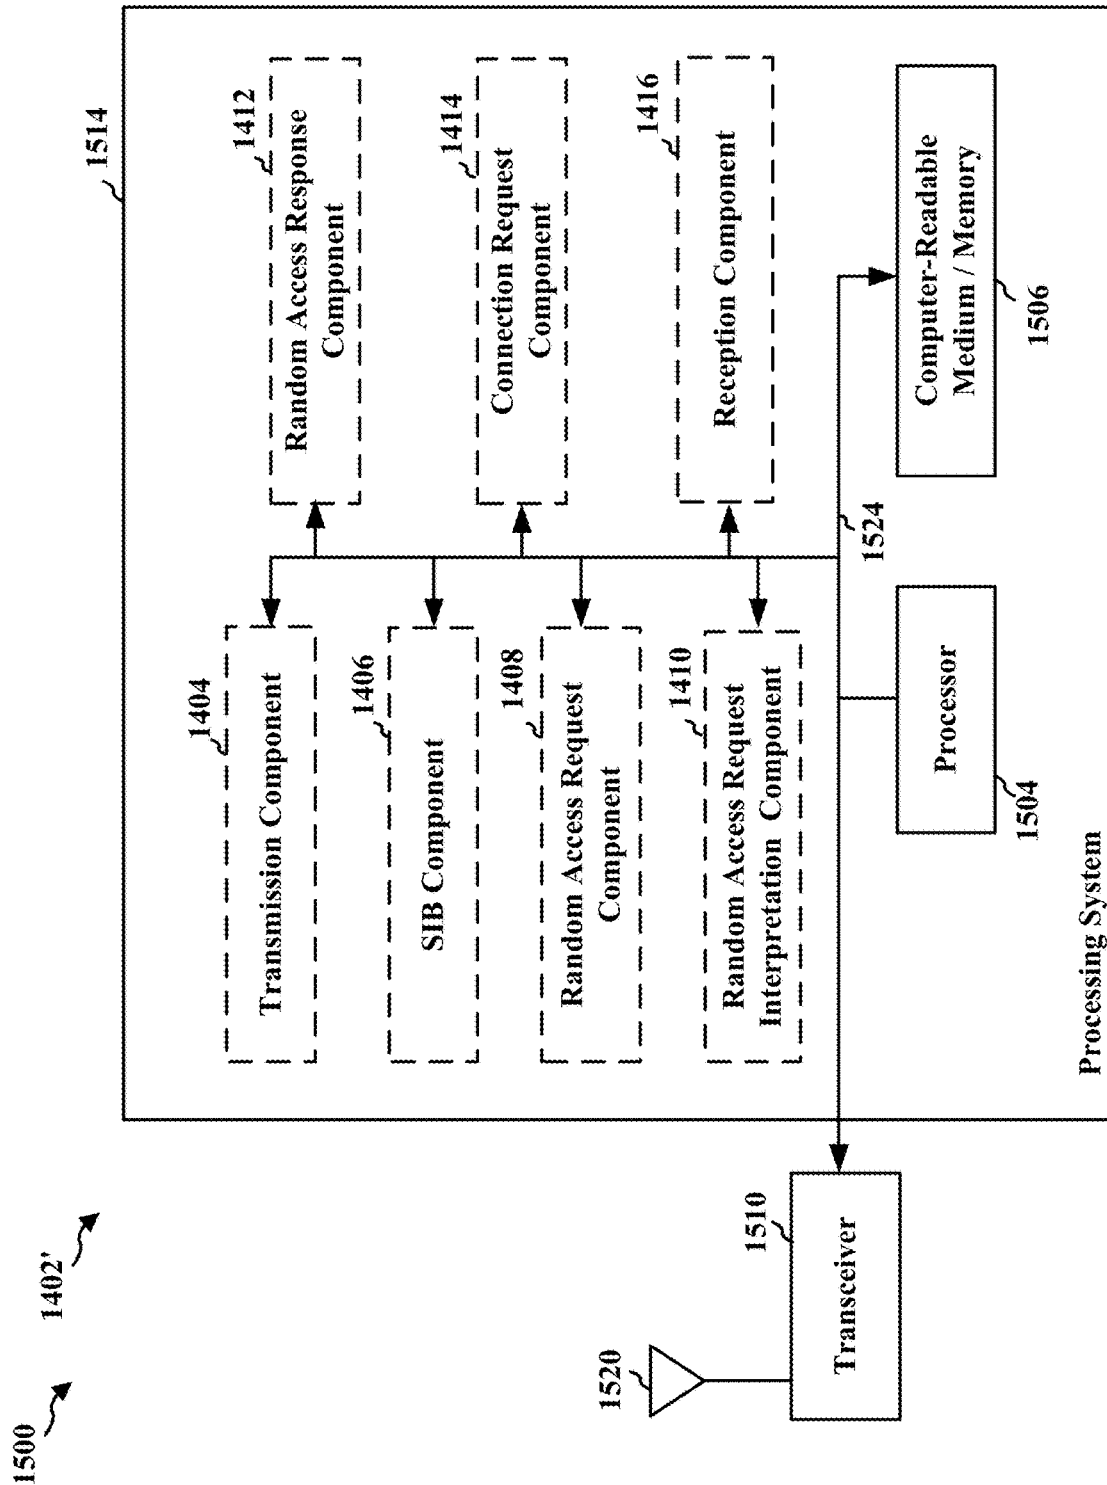 1500
1402'
1514
1404
Transmission Component
1412
Random Access Response
Component
1406
SIB Component
1414
Connection Request
Component
1408
Random Access Request
Component
1410
Random Access Request
Interpretation Component
1416
Reception Component
1520
1510
Transceiver
1524
Processor
1504
Computer-Readable
Medium / Memory
1506
Processing System